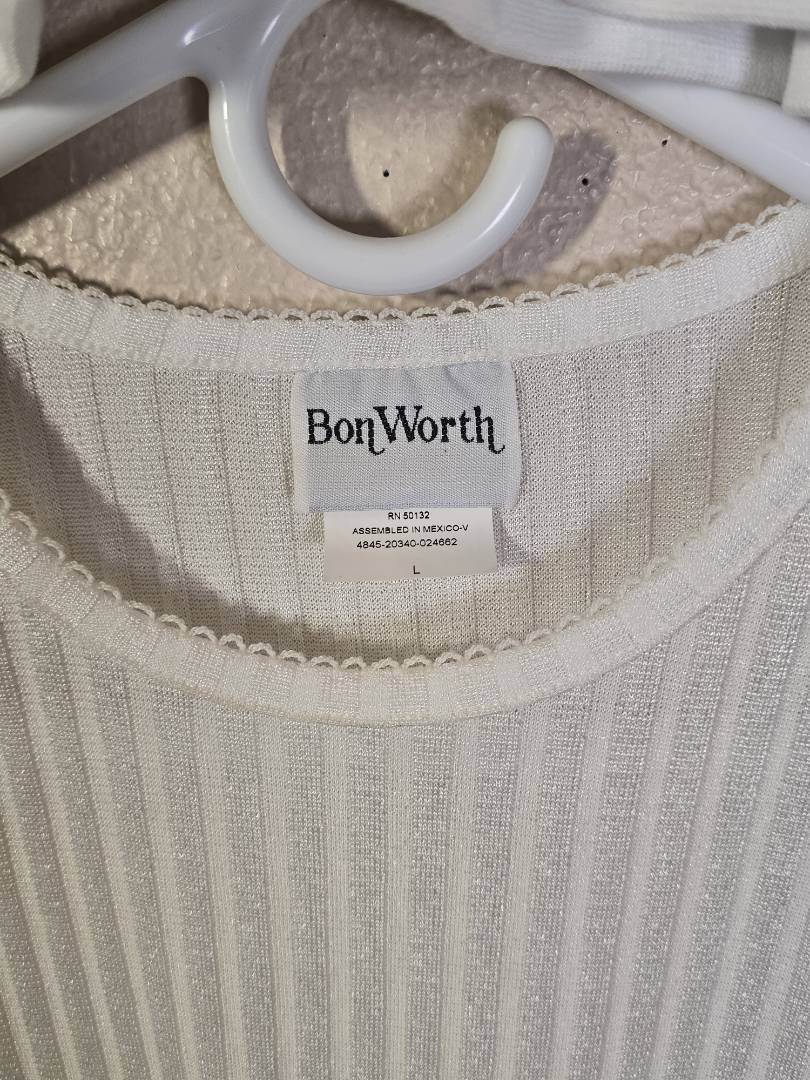 BonWorth
RN 50132
ASSEMBLED IN MEXICO-V
4845-20340-024662
L